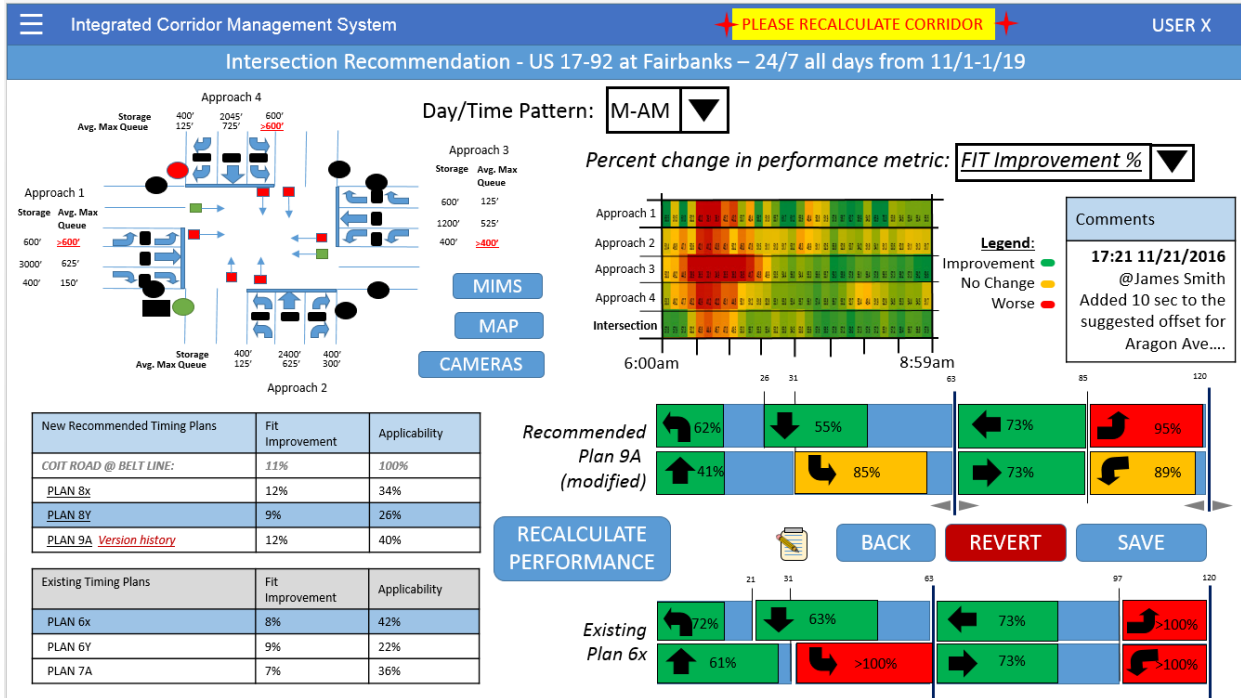 Integrated Corridor Management System
PLEASE RECALCULATE CORRIDOR
USER X
Intersection Recommendation - US 17-92 at Fairbanks – 24/7 all days from 11/1-1/19
Approach 4
Storage 400' 2045' 600'
Avg. Max Queue 125' 725' >600'
Approach 3
Storage Avg. Max
Queue
600' 125'
1200' 525'
400' >400'
Approach 1
Storage Avg. Max
Queue
600' >600'
3000' 625'
400' 150'
Storage 400' 2400' 400'
Avg. Max Queue 125' 625' 300'
Approach 2
MIMS
MAP
CAMERAS
Day/Time Pattern: M-AM
Percent change in performance metric: FIT Improvement %
Approach 1
Approach 2
Approach 3
Approach 4
Intersection
6:00am 8:59am
Legend:
Improvement
No Change
Worse
Comments
17:21 11/21/2016
@James Smith
Added 10 sec to the
suggested offset for
Aragon Ave....
New Recommended Timing Plans Fit Improvement Applicability
COIT ROAD @ BELT LINE: 11% 100%
PLAN 8x 12% 34%
PLAN 8Y 9% 26%
PLAN 9A Version history 12% 40%
Existing Timing Plans Fit Improvement Applicability
PLAN 6x 8% 42%
PLAN 6Y 9% 22%
PLAN 7A 7% 36%
26 31 63 85 120
Recommended
Plan 9A
(modified)
62% 55% 73% 95%
41% 85% 73% 89%
RECALCULATE
PERFORMANCE
BACK
REVERT
SAVE
21 31 63 97 120
Existing
Plan 6x
72% 63% 73% >100%
61% >100% 73% >100%